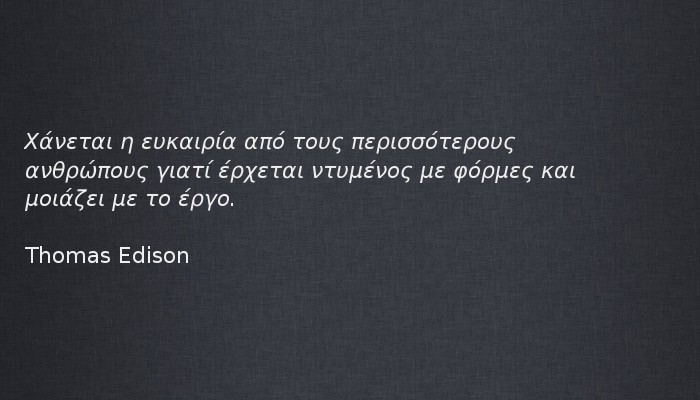 Χάνεται η ευκαιρία από τους περισσότερους
ανθρώπους γιατί έρχεται ντυμένος με φόρμες και
μοιάζει με το έργο.
Thomas Edison